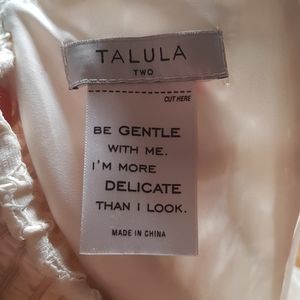 TALULA
TWO
CUT HERE
BE GENTLE
WITH ME.
I'M MORE
DELICATE
THAN I LOOK.
MADE IN CHINA